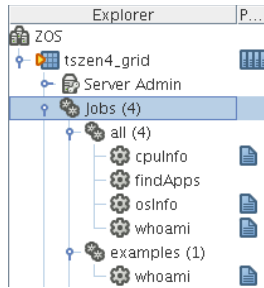 Explorer P...
ZOS
tszen4_grid
Server Admin
Jobs (4)
all (4)
cpuInfo
findApps
osInfo
whoami
examples (1)
whoami